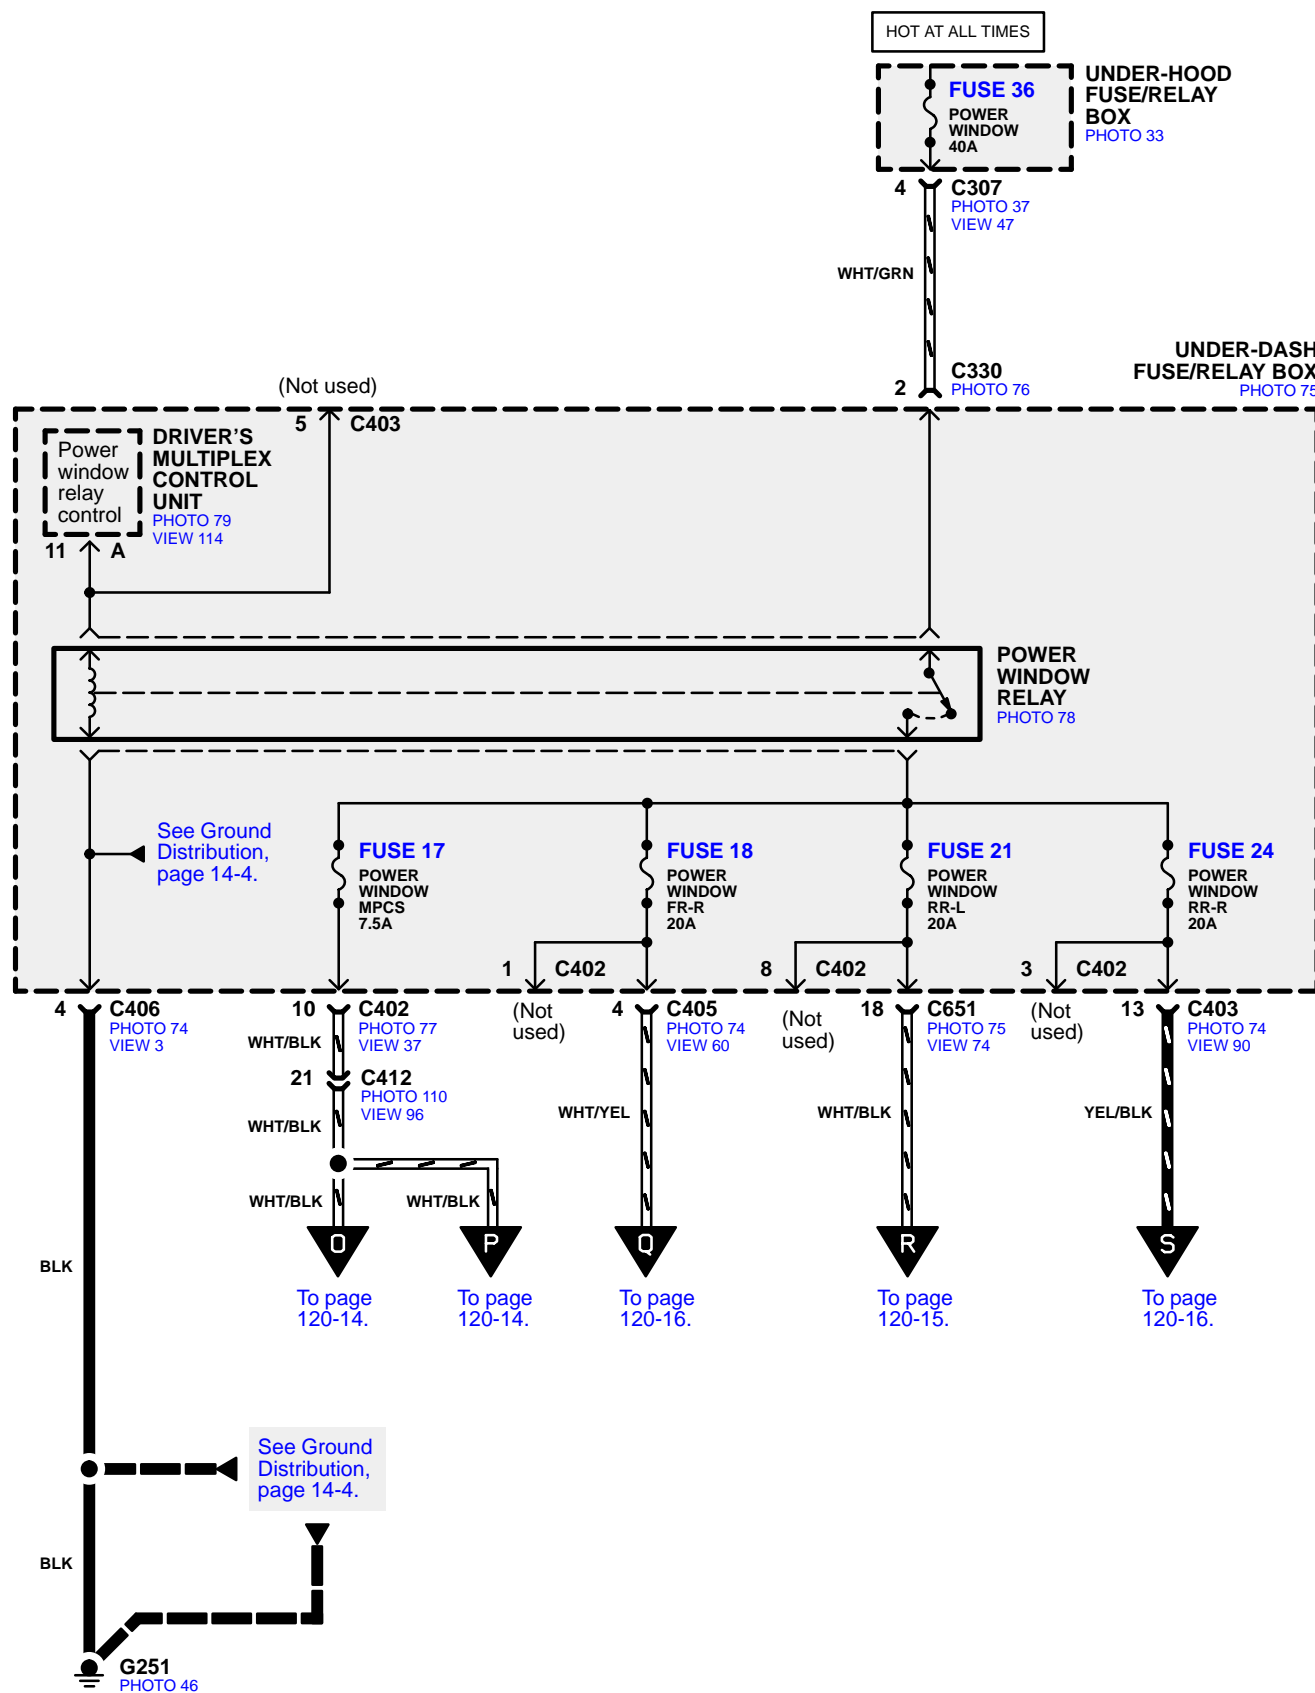 HOT AT ALL TIMES
FUSE 36
POWER
WINDOW
40A
UNDER-HOOD
FUSE/RELAY
BOX
PHOTO 33
4 C307
PHOTO 37
VIEW 47
WHT/GRN
2 C330
PHOTO 76
UNDER-DASH
FUSE/RELAY BOX
PHOTO 75
(Not used)
5 C403
Power
window
relay
control
DRIVER'S
MULTIPLEX
CONTROL
UNIT
PHOTO 79
VIEW 114
11 A
POWER
WINDOW
RELAY
PHOTO 78
See Ground
Distribution,
page 14-4.
FUSE 17
POWER
WINDOW
MPCS
7.5A
FUSE 18
POWER
WINDOW
FR-R
20A
FUSE 21
POWER
WINDOW
RR-L
20A
FUSE 24
POWER
WINDOW
RR-R
20A
1 C402
(Not
used)
8 C402
(Not
used)
3 C402
(Not
used)
4 C406
PHOTO 74
VIEW 3
10 C402
PHOTO 77
VIEW 37
WHT/BLK
21 C412
PHOTO 110
VIEW 96
WHT/BLK
4 C405
PHOTO 74
VIEW 60
WHT/YEL
18 C651
PHOTO 75
VIEW 74
WHT/BLK
13 C403
PHOTO 74
VIEW 90
YEL/BLK
WHT/BLK
WHT/BLK
O
P
Q
R
S
To page
120-14.
To page
120-14.
To page
120-16.
To page
120-15.
To page
120-16.
BLK
See Ground
Distribution,
page 14-4.
BLK
G251
PHOTO 46